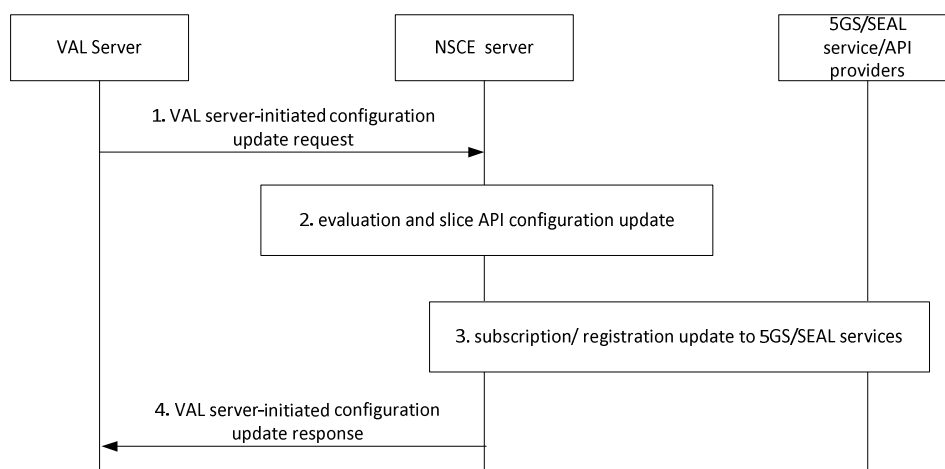 VAL Server
NSCE server
5GS/SEAL
service/API
providers
1. VAL server-initiated configuration
update request
2. evaluation and slice API configuration update
3. subscription/ registration update to 5GS/SEAL services
4. VAL server-initiated configuration
update response